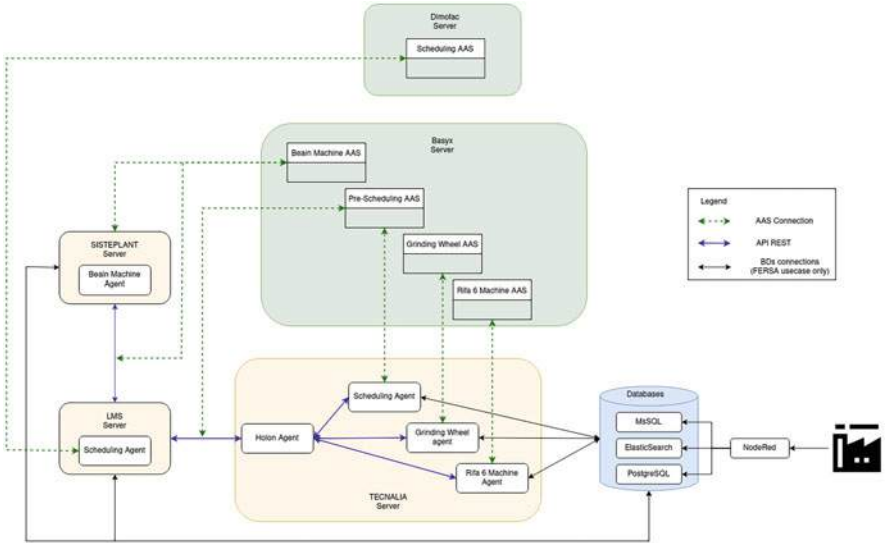 Dimofac
Server
Scheduling AAS
Basyx
Server
Beain Machine AAS
Pre-Scheduling AAS
Grinding Wheel AAS
Rifa 6 Machine AAS
Legend
AAS Connection
API REST
BDs connections
(FERSA usecase only)
SISTEPLANT
Server
Beain Machine
Agent
LMS
Server
Scheduling Agent
Holon Agent
Scheduling Agent
Grinding Wheel
agent
Rifa 6 Machine
Agent
TECNALIA
Server
Databases
MsSQL
ElasticSearch
PostgreSQL
NodeRed